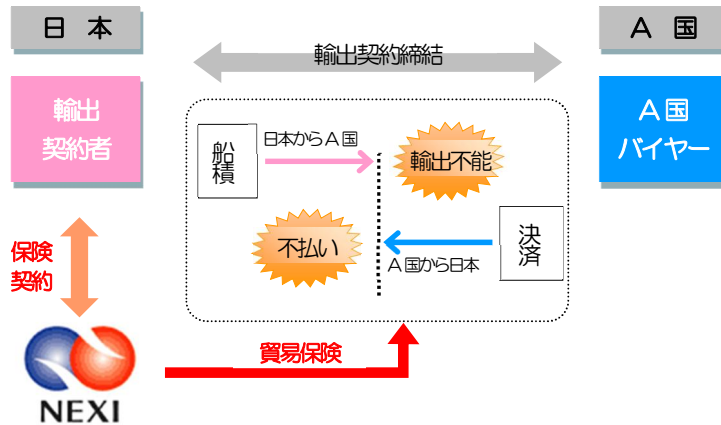 日 本
A 国
輸出契約締結
輸出
契約者
A国
バイヤー
船積
日本からA国
輸出不能
不払い
決済
A国から日本
保険
契約
貿易保険
NEXI